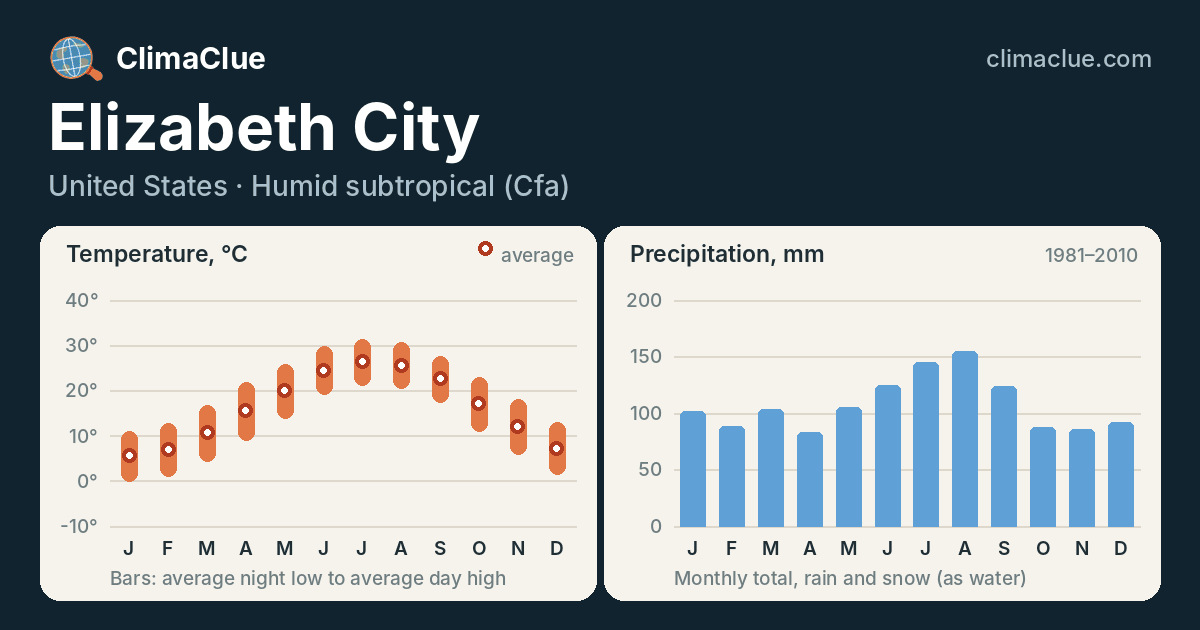 ClimaClue
climaclue.com
Elizabeth City
United States · Humid subtropical (Cfa)
Temperature, °C
average
40°
30°
20°
10°
0°
-10°
J F M A M J J A S O N D
Bars: average night low to average day high
Precipitation, mm
1981–2010
200
150
100
50
0
J F M A M J J A S O N D
Monthly total, rain and snow (as water)